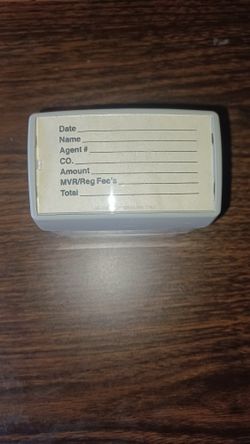 Date
Name
Agent #
CO.
Amount
MVR/Reg Fee's
Total